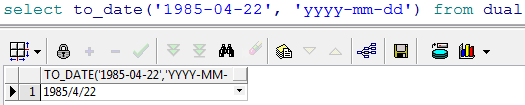 select to_date('1985-04-22', 'yyyy-mm-dd') from dual
TO_DATE('1985-04-22','YYYY-MM-
1 1985/4/22